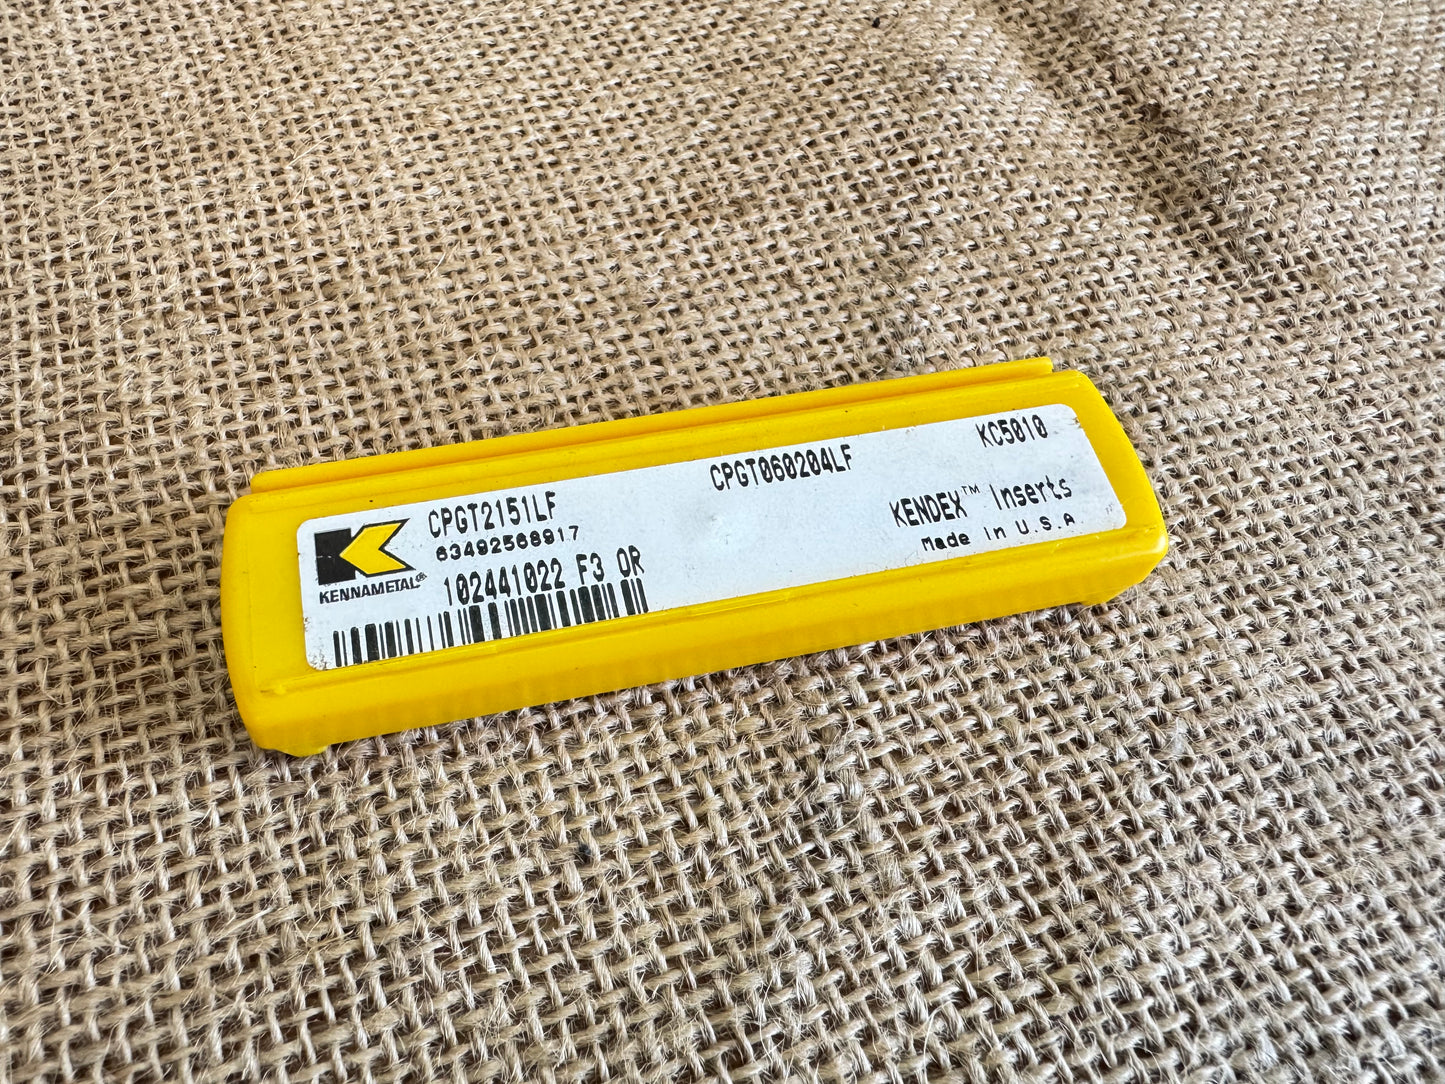 CPGT2151LF
63492568917
102441022 F3 OR
KENNAMETAL®
CPGT060204LF
KC5010
KENDEX™ Inserts
Made in U.S.A.